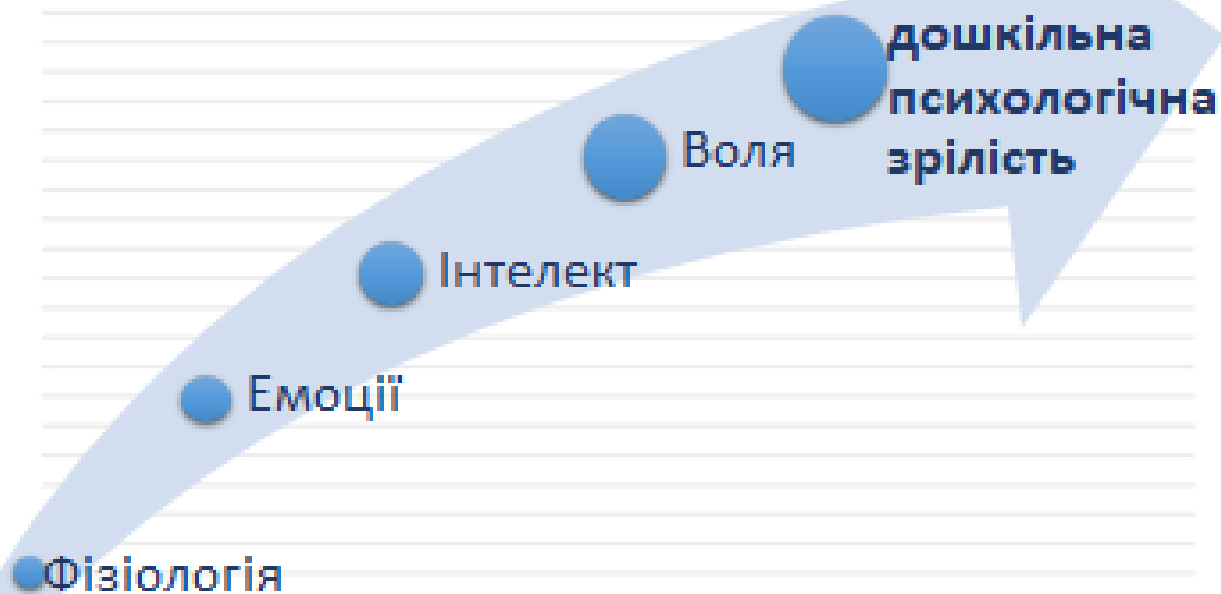 дошкільна
психологічна
зрілість
Воля
Інтелект
Емоції
Фізіологія